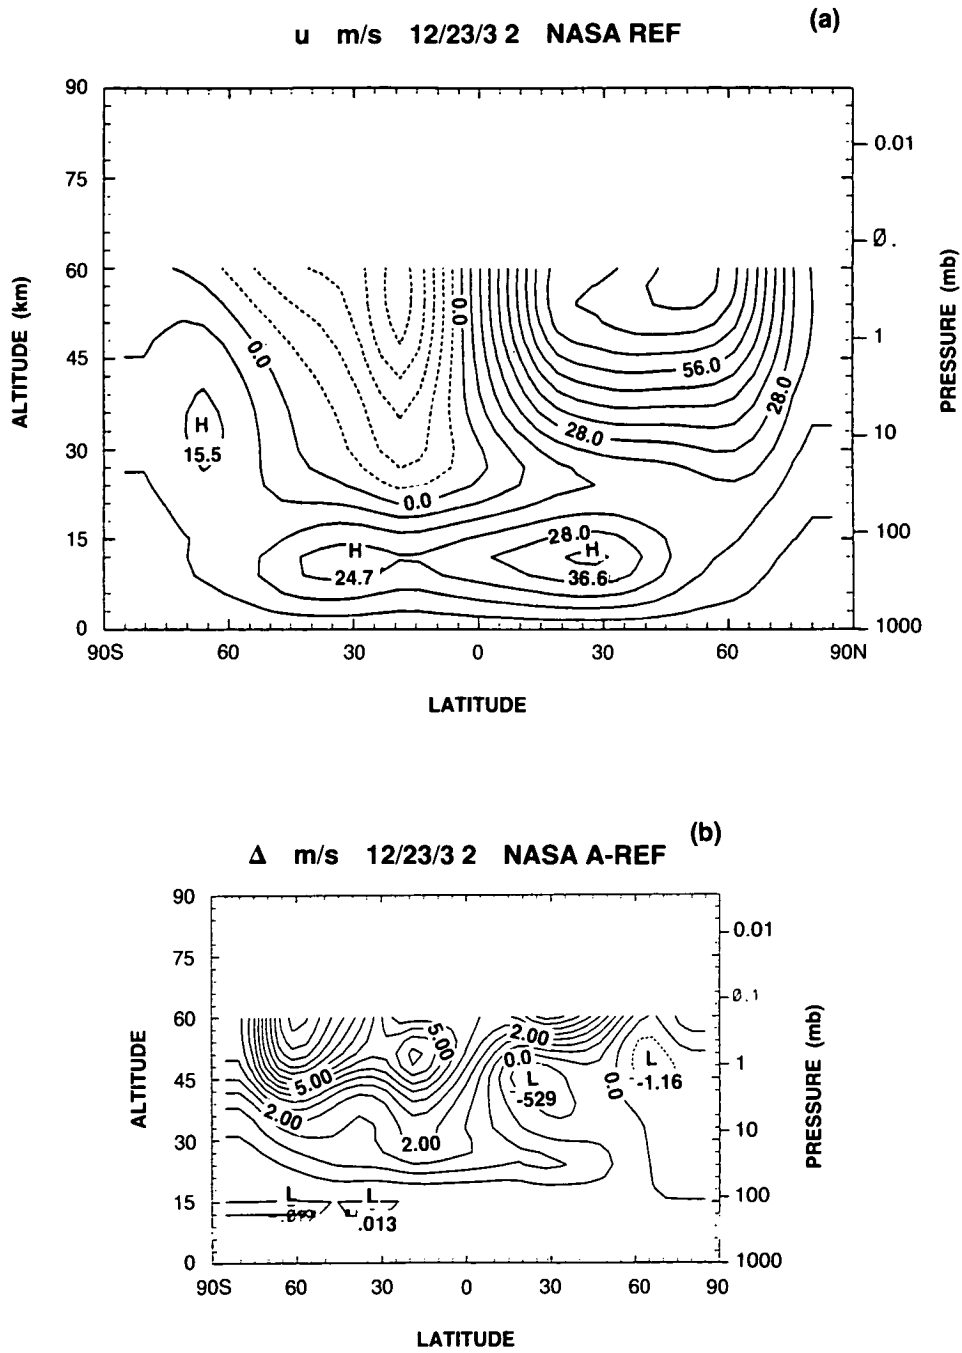 (a)
u m/s 12/23/3 2 NASA REF
90
75
60
45
30
15
0
ALTITUDE (km)
0.01
Ø.
1
10
100
1000
PRESSURE (mb)
0.0
0.0
56.0
28.0
28.0
H
15.5
0.0
28.0
H
24.7
H
36.6
90S 60 30 0 30 60 90N
LATITUDE
(b)
Δ m/s 12/23/3 2 NASA A-REF
90
75
60
45
30
15
0
ALTITUDE
0.01
Ø.1
1
10
100
1000
PRESSURE (mb)
5.00
2.00
0.0
5.00
L
-529
L
-1.16
0.0
2.00
2.00
L
L
.013
90S 60 30 0 30 60 90
LATITUDE